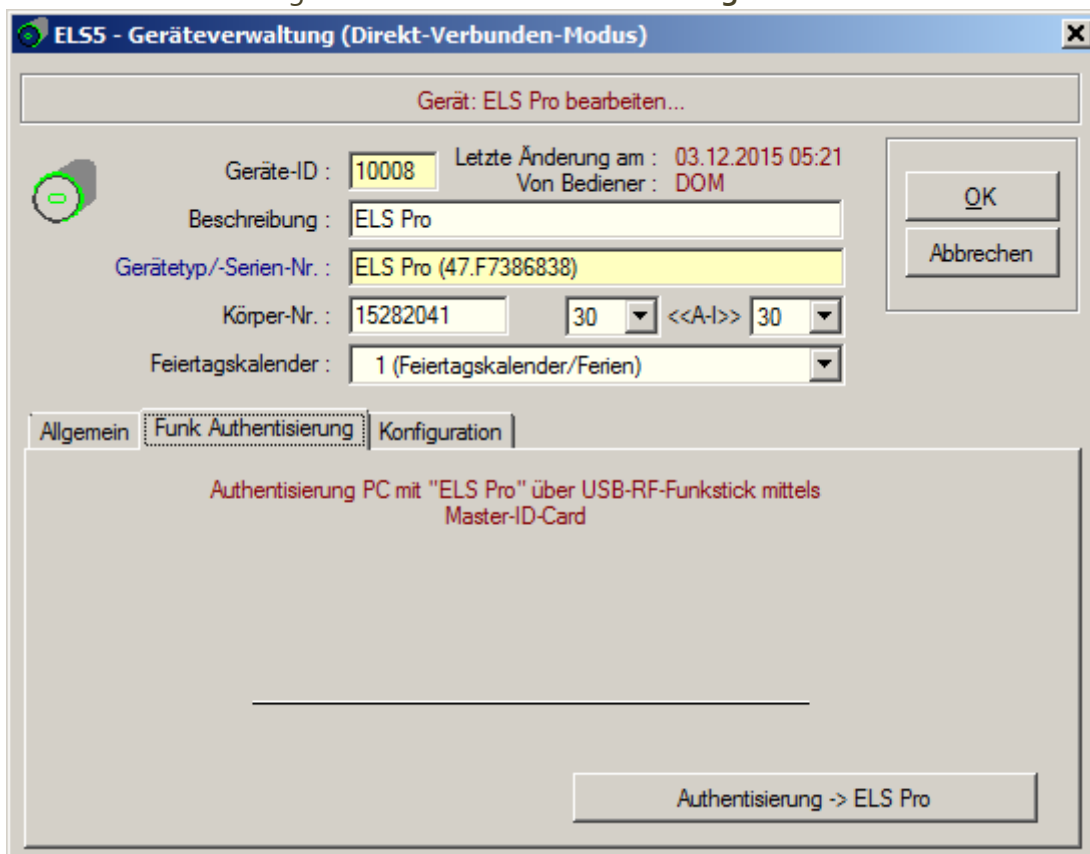 ELS5 - Geräteverwaltung (Direkt-Verbunden-Modus)
Gerät: ELS Pro bearbeiten...
Geräte-ID : 10008 Letzte Änderung am : 03.12.2015 05:21
Von Bediener : DOM
OK
Beschreibung : ELS Pro
Abbrechen
Gerätetyp/-Serien-Nr. : ELS Pro (47.F7386838)
Körper-Nr. : 15282041 30 <<A-I>> 30
Feiertagskalender : 1 (Feiertagskalender/Ferien)
Allgemein Funk Authentisierung Konfiguration
Authentisierung PC mit "ELS Pro" über USB-RF-Funkstick mittels
Master-ID-Card
Authentisierung -> ELS Pro